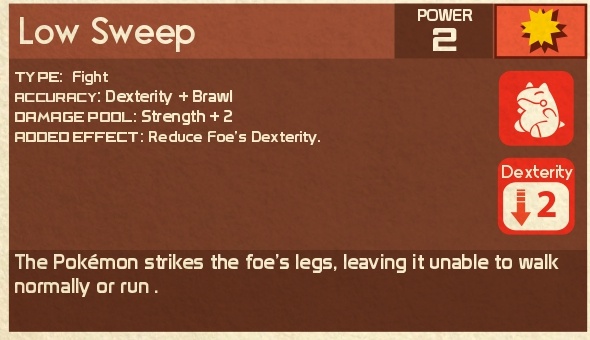 Low Sweep
POWER
2
TYPE: Fight
ACCURACY: Dexterity + Brawl
DAMAGE POOL: Strength + 2
ADDED EFFECT: Reduce Foe's Dexterity.
Dexterity
2
The Pokémon strikes the foe's legs, leaving it unable to walk
normally or run .